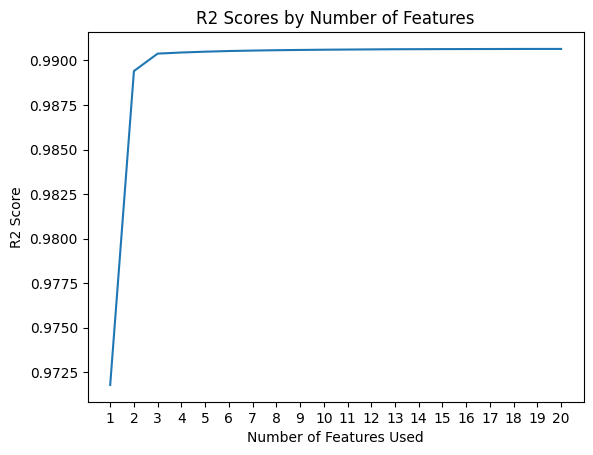 R2 Scores by Number of Features
R2 Score
0.9900
0.9875
0.9850
0.9825
0.9800
0.9775
0.9750
0.9725
1 2 3 4 5 6 7 8 9 10 11 12 13 14 15 16 17 18 19 20
Number of Features Used